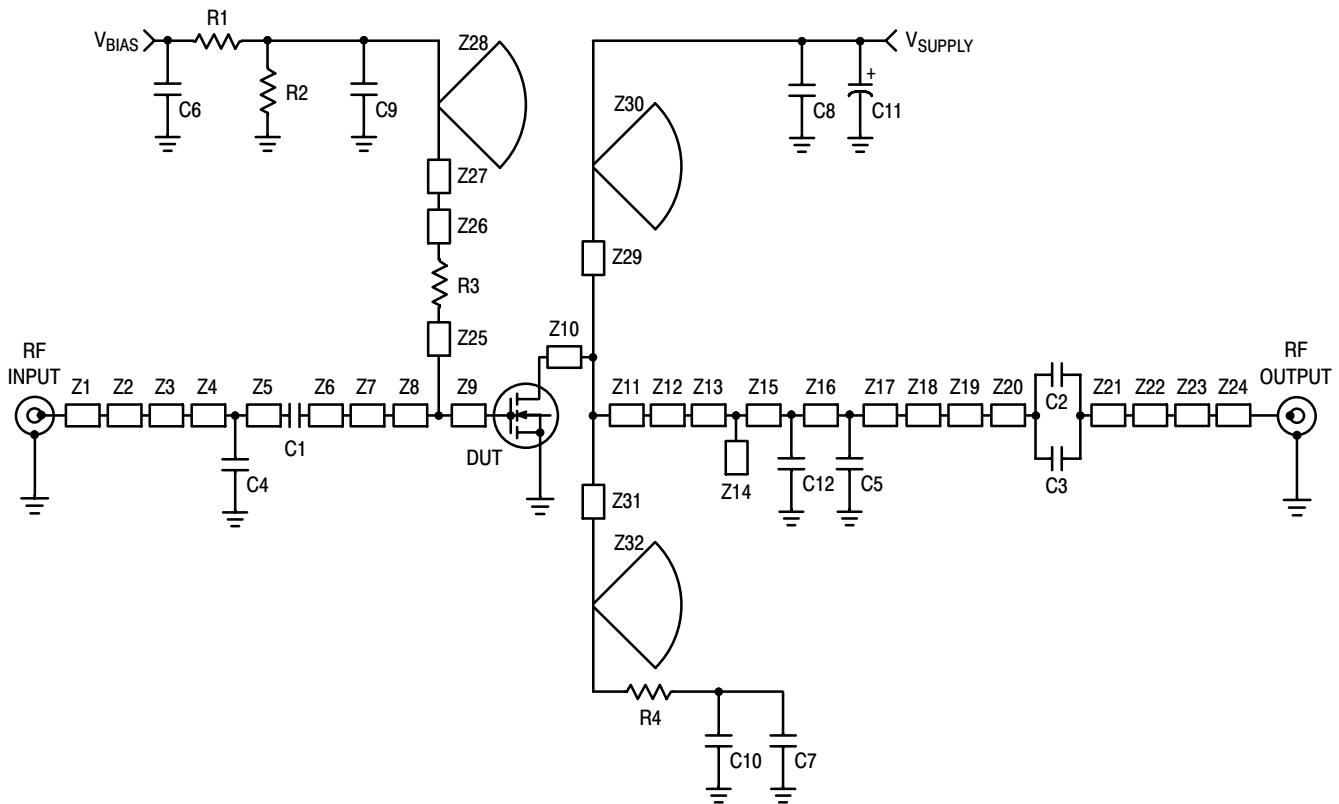 VBIAS
R1
C6
R2
C9
Z28
Z27
Z26
R3
Z25
Z30
Z29
VSUPPLY
C8
+
C11
RF
INPUT
Z1 Z2 Z3 Z4 Z5 Z6 Z7 Z8 Z9
C1
C4
DUT
Z10
Z11 Z12 Z13 Z15 Z16 Z17 Z18 Z19 Z20
C2
C3
Z21 Z22 Z23 Z24
RF
OUTPUT
Z14
C12
C5
Z31
Z32
R4
C10
C7